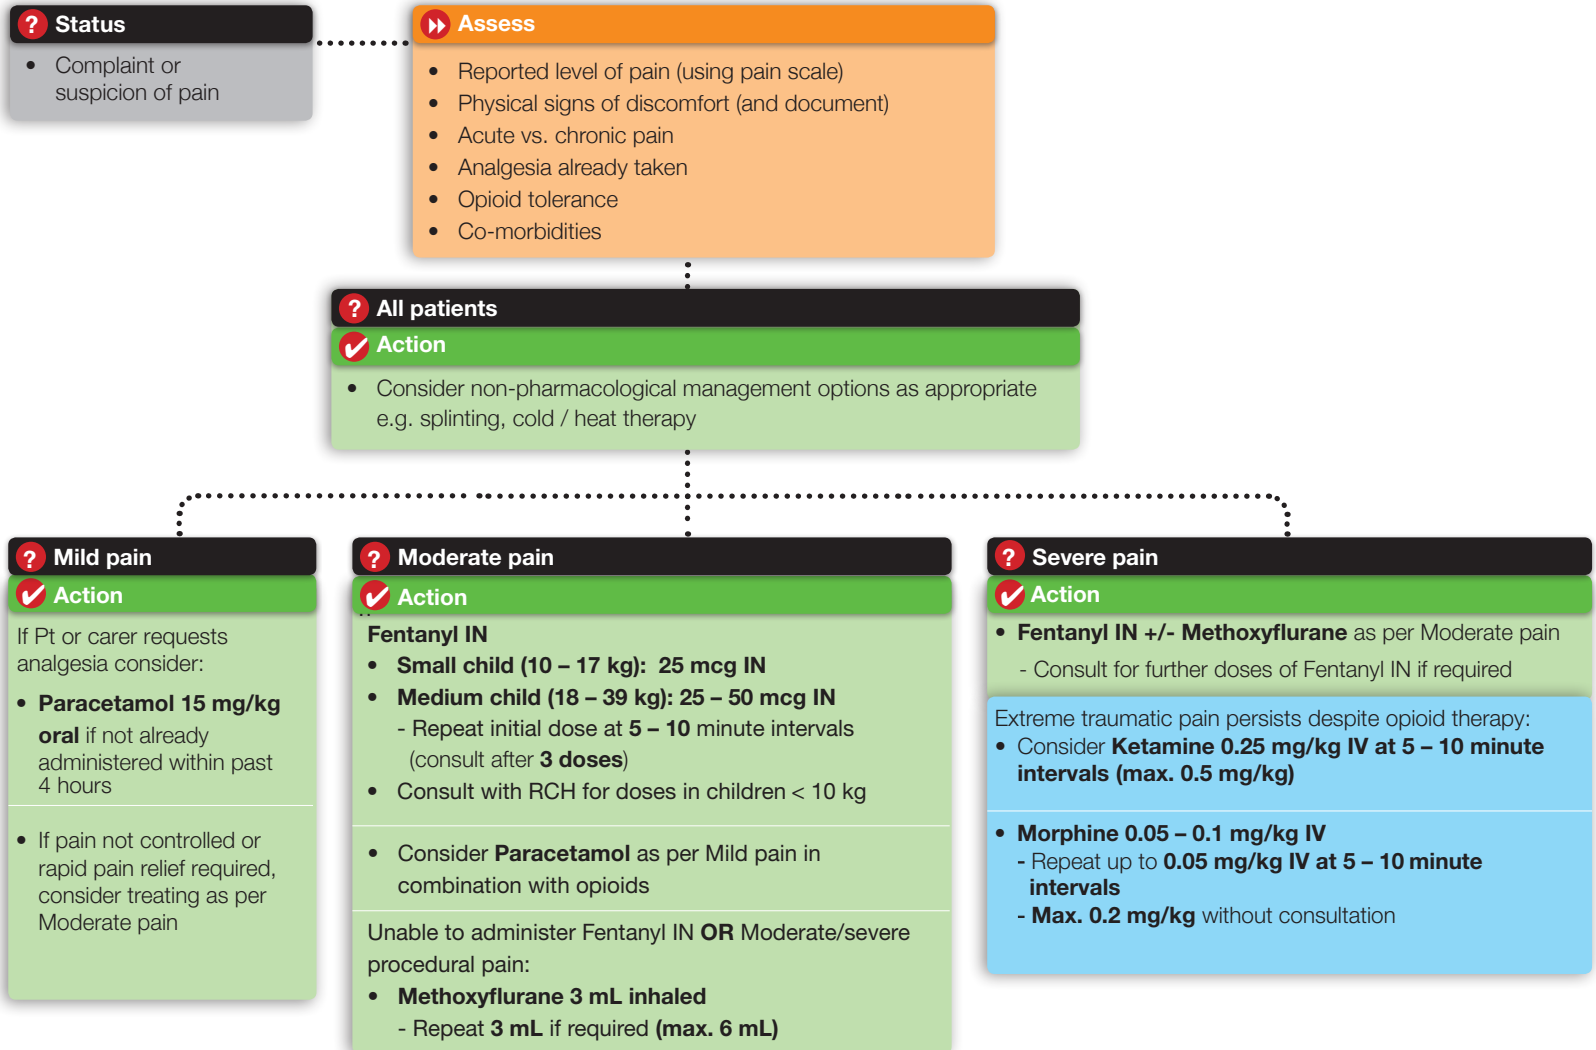 Status
• Complaint or
suspicion of pain
Assess
• Reported level of pain (using pain scale)
• Physical signs of discomfort (and document)
• Acute vs. chronic pain
• Analgesia already taken
• Opioid tolerance
• Co-morbidities
All patients
Action
• Consider non-pharmacological management options as appropriate
e.g. splinting, cold / heat therapy
Mild pain
Action
If Pt or carer requests
analgesia consider:
• Paracetamol 15 mg/kg
oral if not already
administered within past
4 hours
• If pain not controlled or
rapid pain relief required,
consider treating as per
Moderate pain
Moderate pain
Action
Fentanyl IN
• Small child (10 – 17 kg): 25 mcg IN
• Medium child (18 – 39 kg): 25 – 50 mcg IN
- Repeat initial dose at 5 – 10 minute intervals
(consult after 3 doses)
• Consult with RCH for doses in children < 10 kg
• Consider Paracetamol as per Mild pain in
combination with opioids
Unable to administer Fentanyl IN OR Moderate/severe
procedural pain:
• Methoxyflurane 3 mL inhaled
- Repeat 3 mL if required (max. 6 mL)
Severe pain
Action
• Fentanyl IN +/- Methoxyflurane as per Moderate pain
- Consult for further doses of Fentanyl IN if required
Extreme traumatic pain persists despite opioid therapy:
• Consider Ketamine 0.25 mg/kg IV at 5 – 10 minute
intervals (max. 0.5 mg/kg)
• Morphine 0.05 – 0.1 mg/kg IV
- Repeat up to 0.05 mg/kg IV at 5 – 10 minute
intervals
- Max. 0.2 mg/kg without consultation